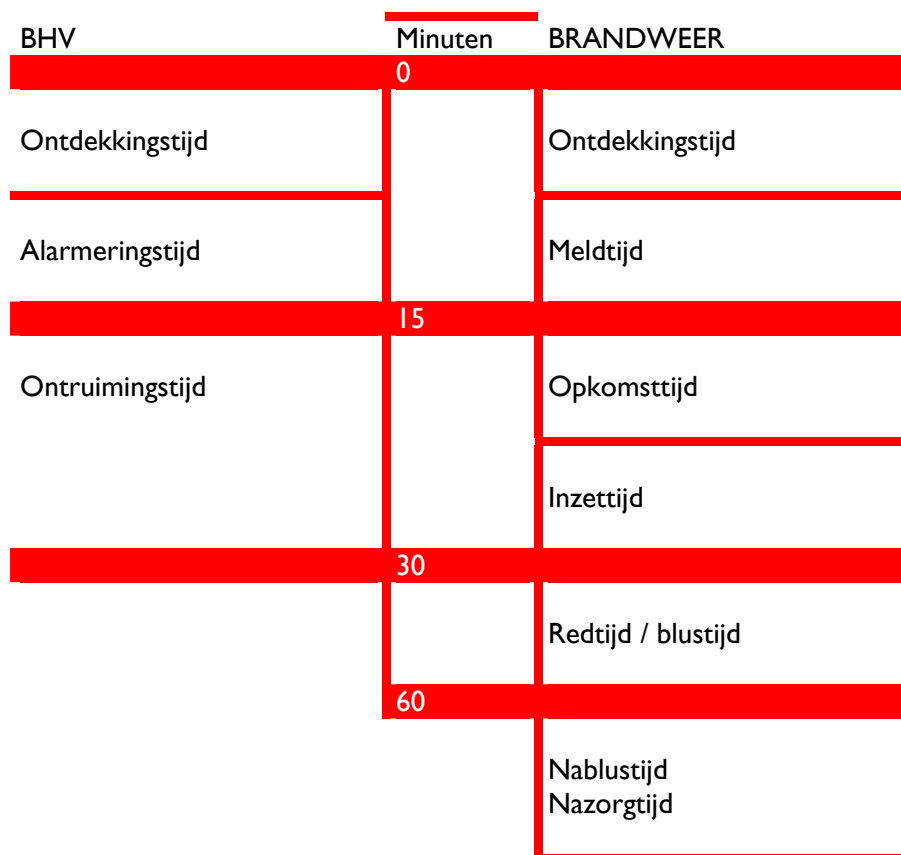 BHV Minuten BRANDWEER
0
Ontdekkingstijd Ontdekkingstijd
Alarmeringstijd Meldtijd
15
Ontruimingstijd Opkomsttijd
Inzettijd
30
Redtijd / blustijd
60
Nablustijd
Nazorgtijd